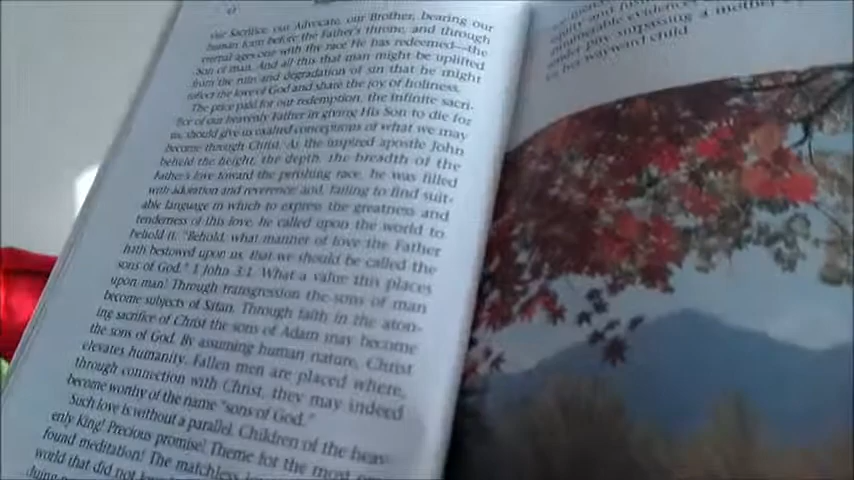 our Sacrifice, our Advocate, our Brother, bearing our
human form before the Father's throne, and through
eternal ages one with the race He has redeemed—the
Son of man. And all this that man might be uplifted
from the ruin and degradation of sin that he might
reflect the love of God and share the joy of holiness.
The price paid for our redemption, the infinite sacri-
fice of our heavenly Father in giving His Son to die for
us, should give us exalted conceptions of what we may
become through Christ. As the inspired apostle John
beheld the height, the depth, the breadth of the
Father's love toward the perishing race, he was filled
with adoration and reverence; and, failing to find suit-
able language in which to express the greatness and
tenderness of this love, he called upon the world to
behold it. "Behold, what manner of love the Father
hath bestowed upon us, that we should be called the
sons of God." 1 John 3:1. What a value this places
upon man! Through transgression the sons of man
become subjects of Satan. Through faith in the aton-
ing sacrifice of Christ the sons of Adam may become
the sons of God. By assuming human nature, Christ
elevates humanity. Fallen men are placed where,
through connection with Christ, they may indeed
become worthy of the name "sons of God."
Such love is without a parallel. Children of the heav-
enly King! Precious promise! Theme for the most pro-
found meditation! The matchless love of
world that did not love
equity and
innumerable evidences of
tender pity surpassing a mother's
for her wayward child